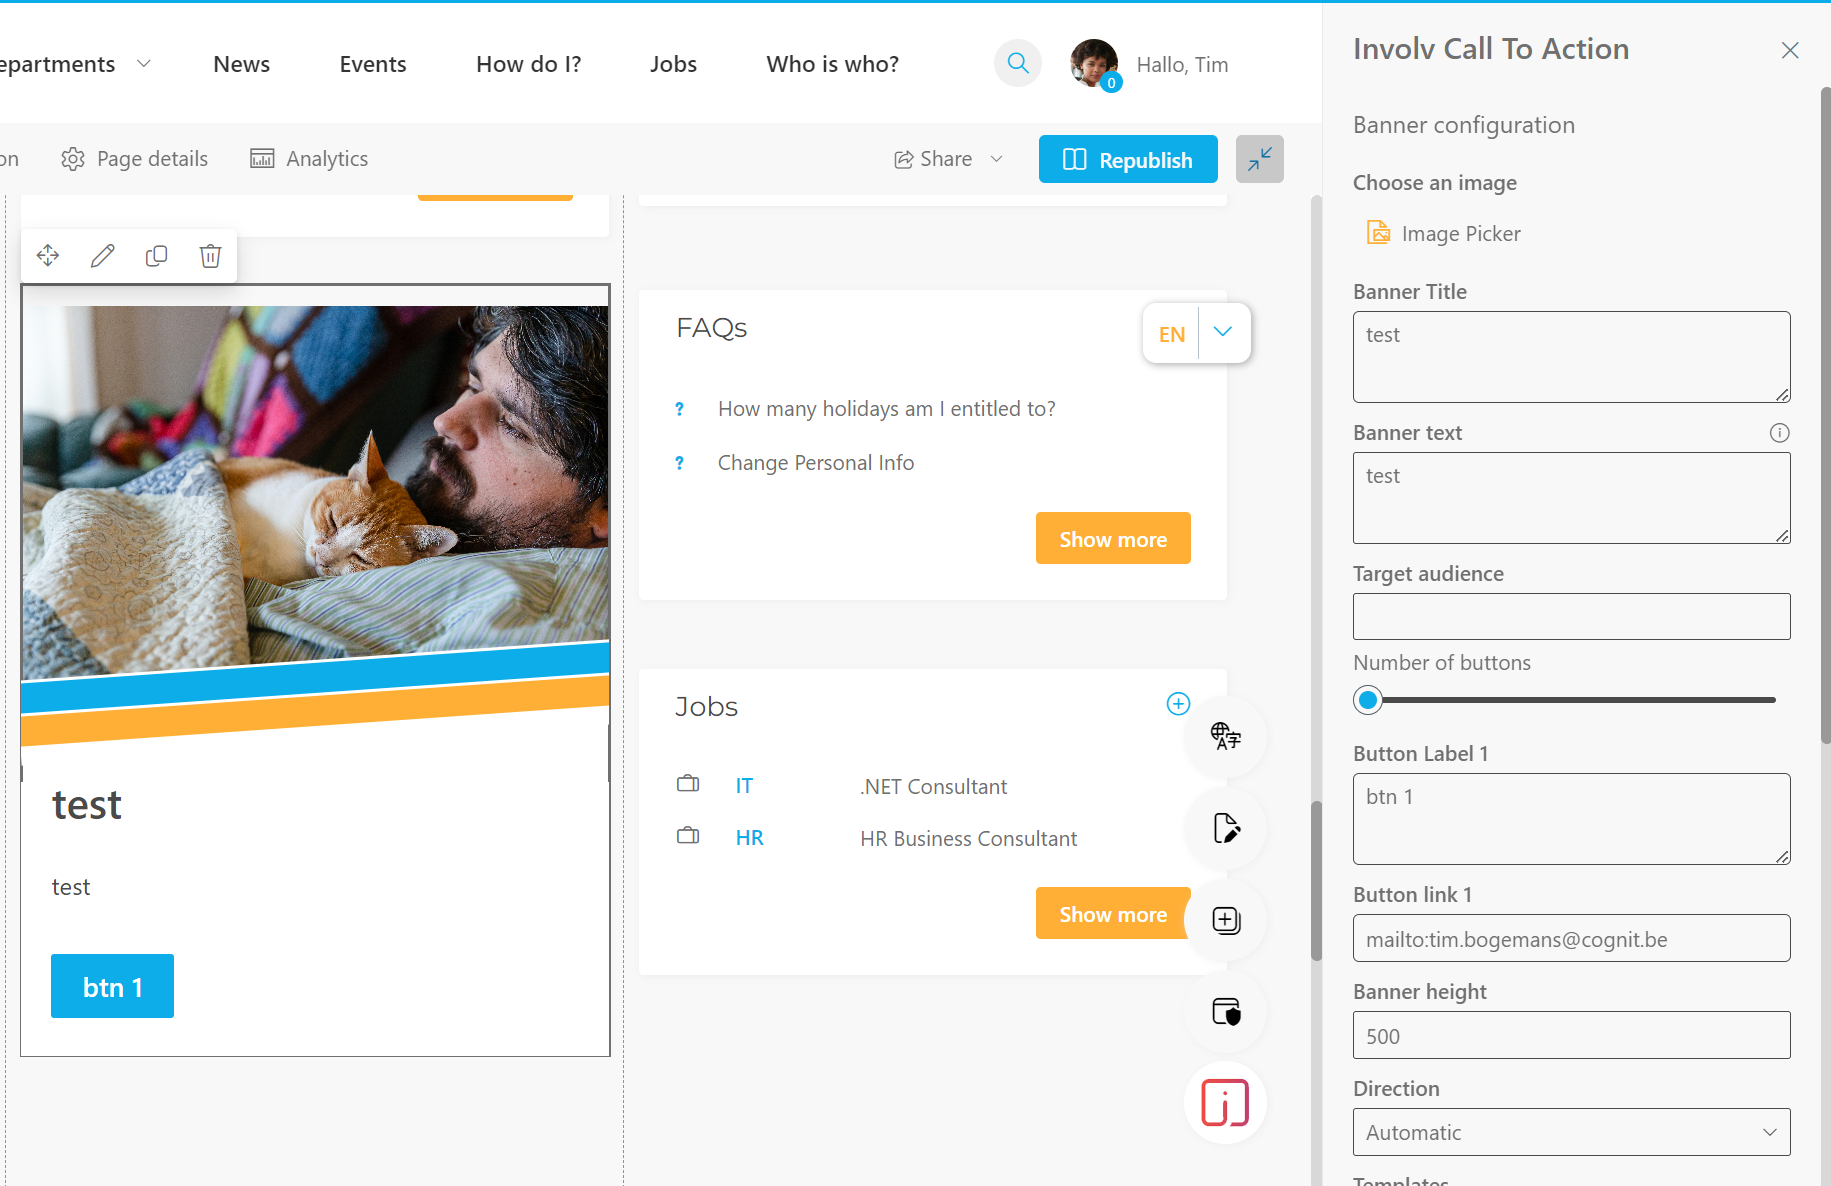 epartments
News
Events
How do I?
Jobs
Who is who?
0
Hallo, Tim
on
Page details
Analytics
Share
Republish
test
test
btn 1
FAQs
EN
? How many holidays am I entitled to?
? Change Personal Info
Show more
Jobs
IT .NET Consultant
HR HR Business Consultant
Show more
A字
Involv Call To Action
Banner configuration
Choose an image
Image Picker
Banner Title
test
Banner text
test
Target audience
Number of buttons
Button Label 1
btn 1
Button link 1
mailto:tim.bogemans@cognit.be
Banner height
500
Direction
Automatic
Templates